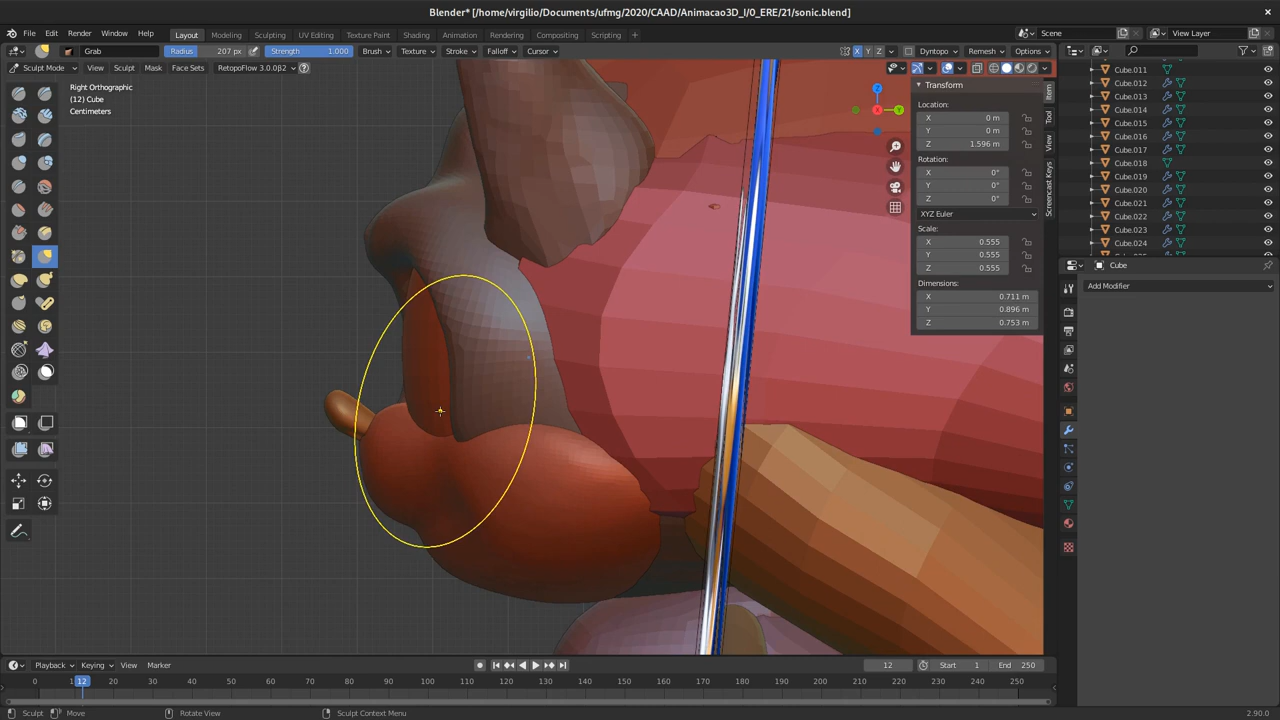 Blender* [/home/virgilio/Documents/ufmg/2020/CAAD/Animacao3D_I/0_ERE/21/sonic.blend]
File Edit Render Window Help Layout Modeling Sculpting UV Editing Texture Paint Shading Animation Rendering Compositing Scripting + Scene View Layer
Grab Radius 207 px Strength 1.000 Brush Texture Stroke Falloff Cursor X Y Z Dyntopo Remesh Options
Sculpt Mode View Sculpt Mask Face Sets RetopoFlow 3.0.0β2
Right Orthographic
(12) Cube
Centimeters
Transform
Location:
X 0 m
Y 0 m
Z 1.596 m
Rotation:
X 0°
Y 0°
Z 0°
XYZ Euler
Scale:
X 0.555
Y 0.555
Z 0.555
Dimensions:
X 0.711 m
Y 0.896 m
Z 0.753 m
Item
Tool
View
Screencast Keys
Z
Y
X
Cube.011
Cube.012
Cube.013
Cube.014
Cube.015
Cube.016
Cube.017
Cube.018
Cube.019
Cube.020
Cube.021
Cube.022
Cube.023
Cube.024
Cube
Add Modifier
Playback Keying View Marker 12 Start 1 End 250
0 10 12 20 30 40 50 60 70 80 90 100 110 120 130 140 150 160 170 180 190 200 210 220 230 240 250
Sculpt Move Rotate View Sculpt Context Menu 2.90.0